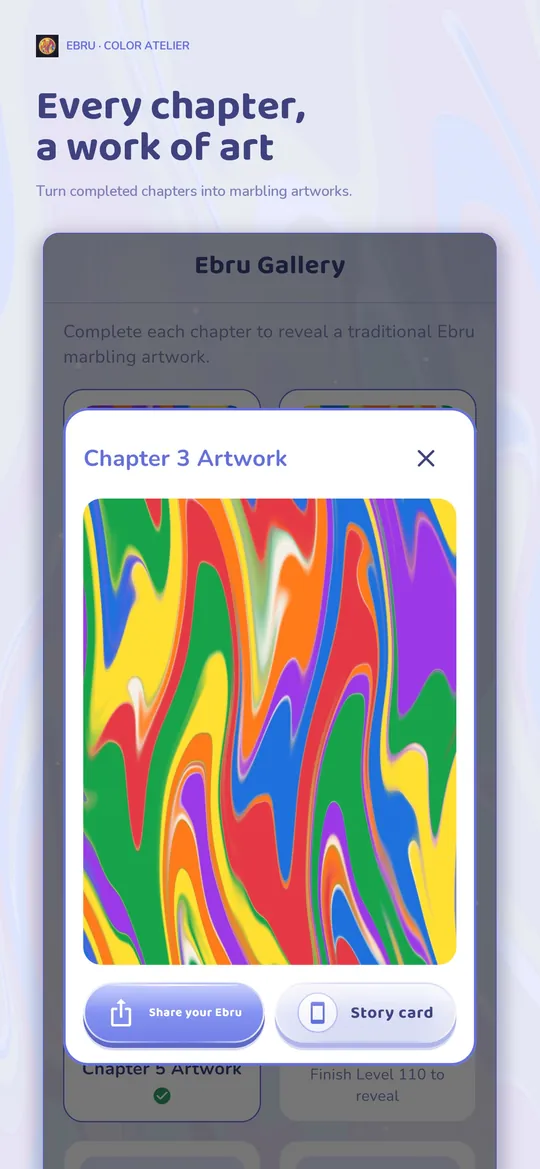 EBRU · COLOR ATELIER
Every chapter,
a work of art
Turn completed chapters into marbling artworks.
Ebru Gallery
Complete each chapter to reveal a traditional Ebru
marbling artwork.
Chapter 3 Artwork
Share your Ebru
Story card
Chapter 5 Artwork
Finish Level 110 to
reveal